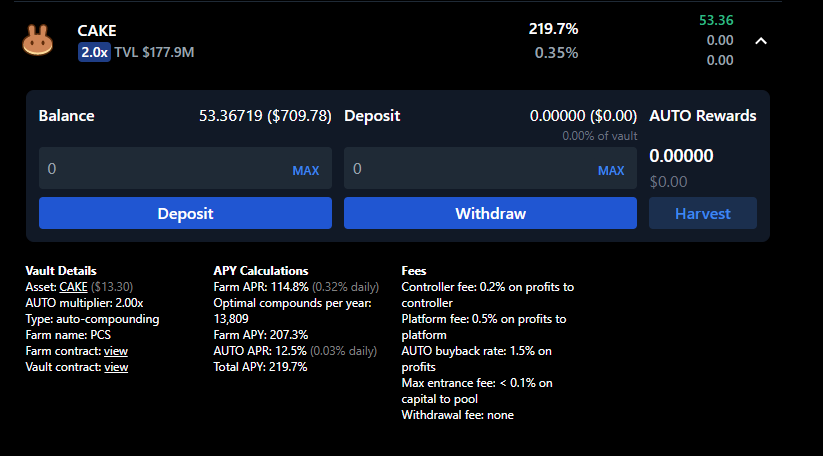 CAKE
2.0x TVL $177.9M
219.7%
0.35%
53.36
0.00
0.00
Balance 53.36719 ($709.78)
0 MAX
Deposit
Deposit 0.00000 ($0.00)
0.00% of vault
0 MAX
Withdraw
AUTO Rewards
0.00000
$0.00
Harvest
Vault Details
Asset: CAKE ($13.30)
AUTO multiplier: 2.00x
Type: auto-compounding
Farm name: PCS
Farm contract: view
Vault contract: view
APY Calculations
Farm APR: 114.8% (0.32% daily)
Optimal compounds per year:
13,809
Farm APY: 207.3%
AUTO APR: 12.5% (0.03% daily)
Total APY: 219.7%
Fees
Controller fee: 0.2% on profits to
controller
Platform fee: 0.5% on profits to
platform
AUTO buyback rate: 1.5% on
profits
Max entrance fee: < 0.1% on
capital to pool
Withdrawal fee: none